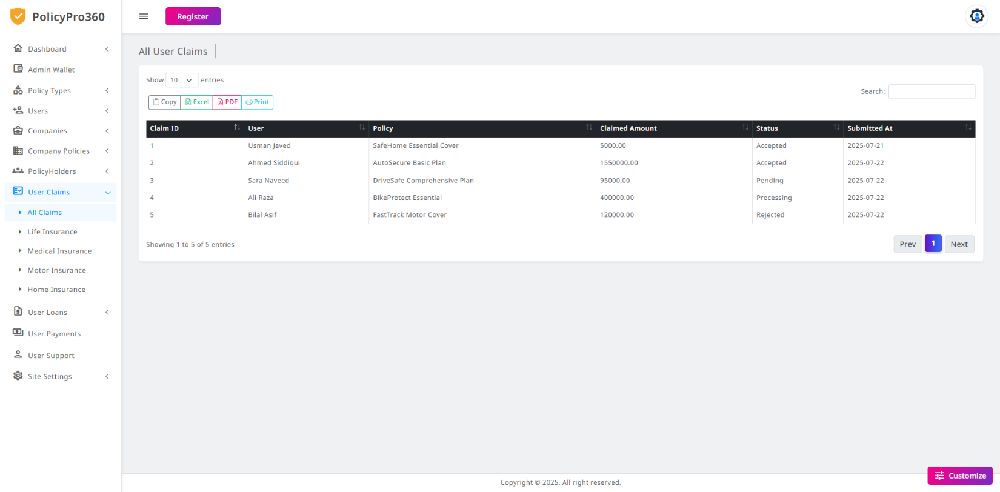 PolicyPro360
Register
Dashboard
Admin Wallet
Policy Types
Users
Companies
Company Policies
PolicyHolders
User Claims
All Claims
Life Insurance
Medical Insurance
Motor Insurance
Home Insurance
User Loans
User Payments
User Support
Site Settings
All User Claims
Show 10 entries
Search:
Copy Excel PDF Print
Claim ID User Policy Claimed Amount Status Submitted At
1 Usman Javed SafeHome Essential Cover 5000.00 Accepted 2025-07-21
2 Ahmed Siddiqui AutoSecure Basic Plan 1550000.00 Accepted 2025-07-22
3 Sara Naveed DriveSafe Comprehensive Plan 95000.00 Pending 2025-07-22
4 Ali Raza BikeProtect Essential 400000.00 Processing 2025-07-22
5 Bilal Asif FastTrack Motor Cover 120000.00 Rejected 2025-07-22
Showing 1 to 5 of 5 entries
Prev 1 Next
Customize
Copyright © 2025. All right reserved.